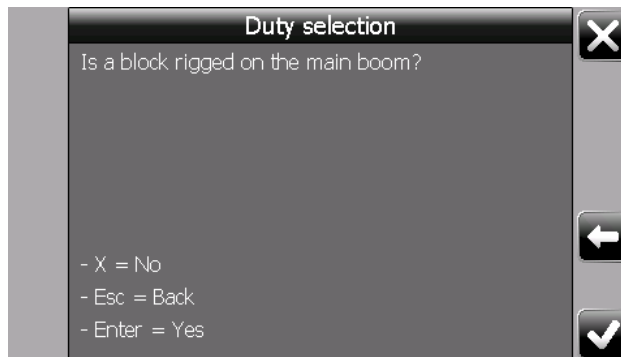 Duty selection
Is a block rigged on the main boom?
- X = No
- Esc = Back
- Enter = Yes